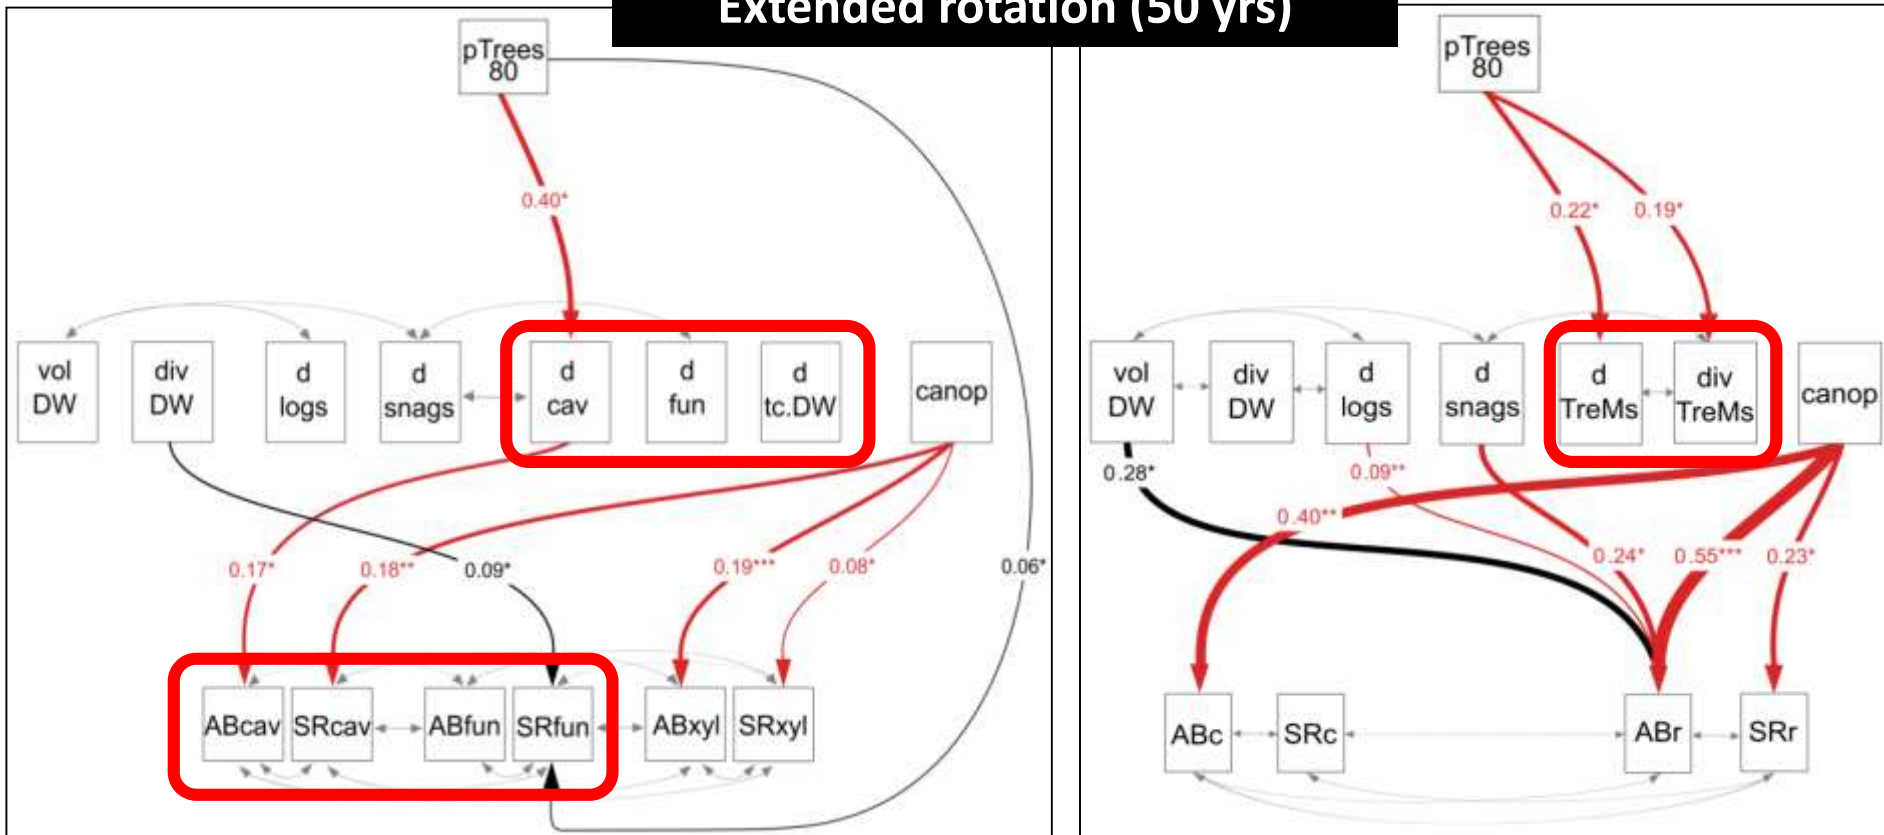 Extended rotation (50 yrs)
pTrees
80
0.40*
vol
DW
div
DW
d
logs
d
snags
d
cav
d
fun
d
tc.DW
canop
0.17*
0.18**
0.09*
0.19***
0.08*
0.06*
ABcav
SRcav
ABfun
SRfun
ABxyl
SRxyl
pTrees
80
0.22*
0.19*
vol
DW
div
DW
d
logs
d
snags
d
TreMs
div
TreMs
canop
0.28*
0.09**
0.40**
0.24*
0.55***
0.23*
ABc
SRc
ABr
SRr